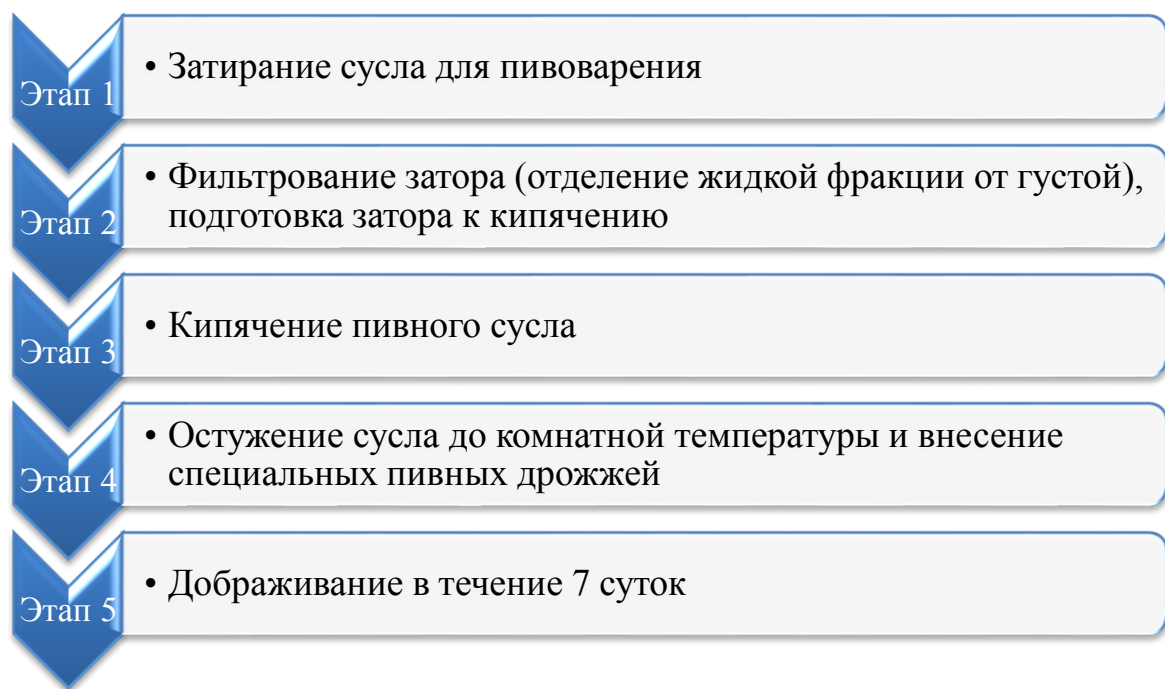 Этап 1
• Затирание сусла для пивоварения
Этап 2
• Фильтрование затора (отделение жидкой фракции от густой),
подготовка затора к кипячению
Этап 3
• Кипячение пивного сусла
Этап 4
• Остужение сусла до комнатной температуры и внесение
специальных пивных дрожжей
Этап 5
• Дображивание в течение 7 суток